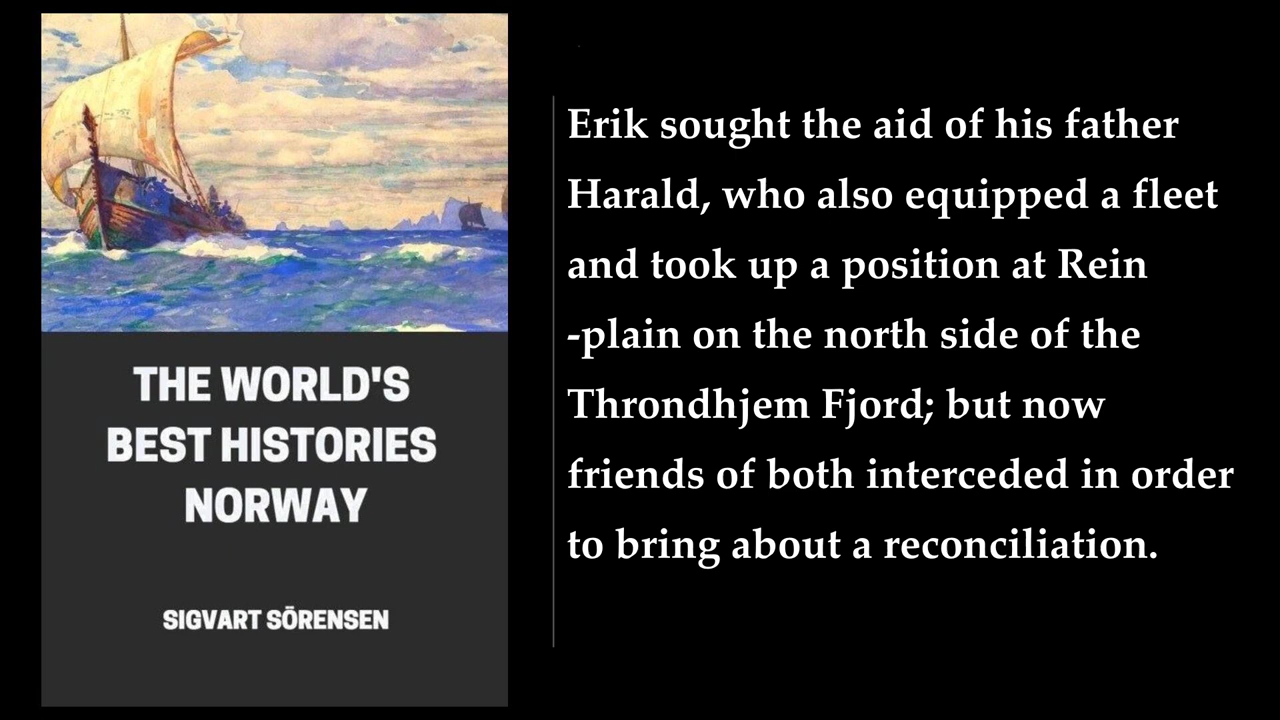 THE WORLD'S
BEST HISTORIES
NORWAY
SIGVART SÖRENSEN
Erik sought the aid of his father
Harald, who also equipped a fleet
and took up a position at Rein
-plain on the north side of the
Throndhjem Fjord; but now
friends of both interceded in order
to bring about a reconciliation.